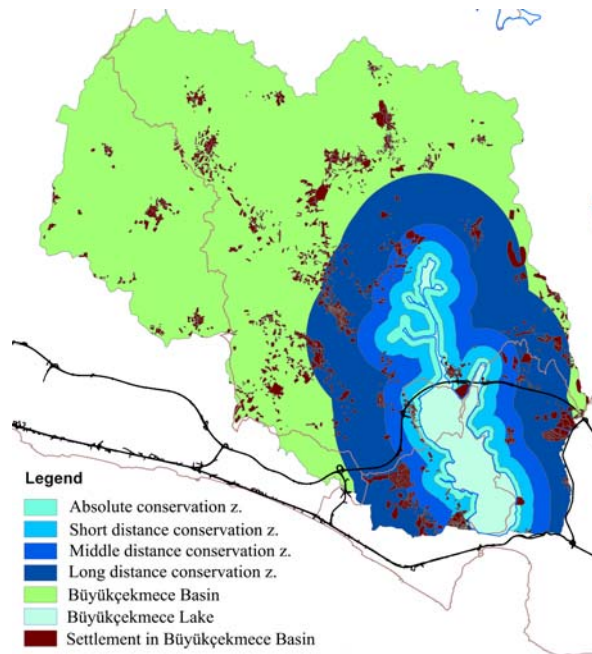 Legend
Absolute conservation z.
Short distance conservation z.
Middle distance conservation z.
Long distance conservation z.
Büyükçekmece Basin
Büyükçekmece Lake
Settlement in Büyükçekmece Basin